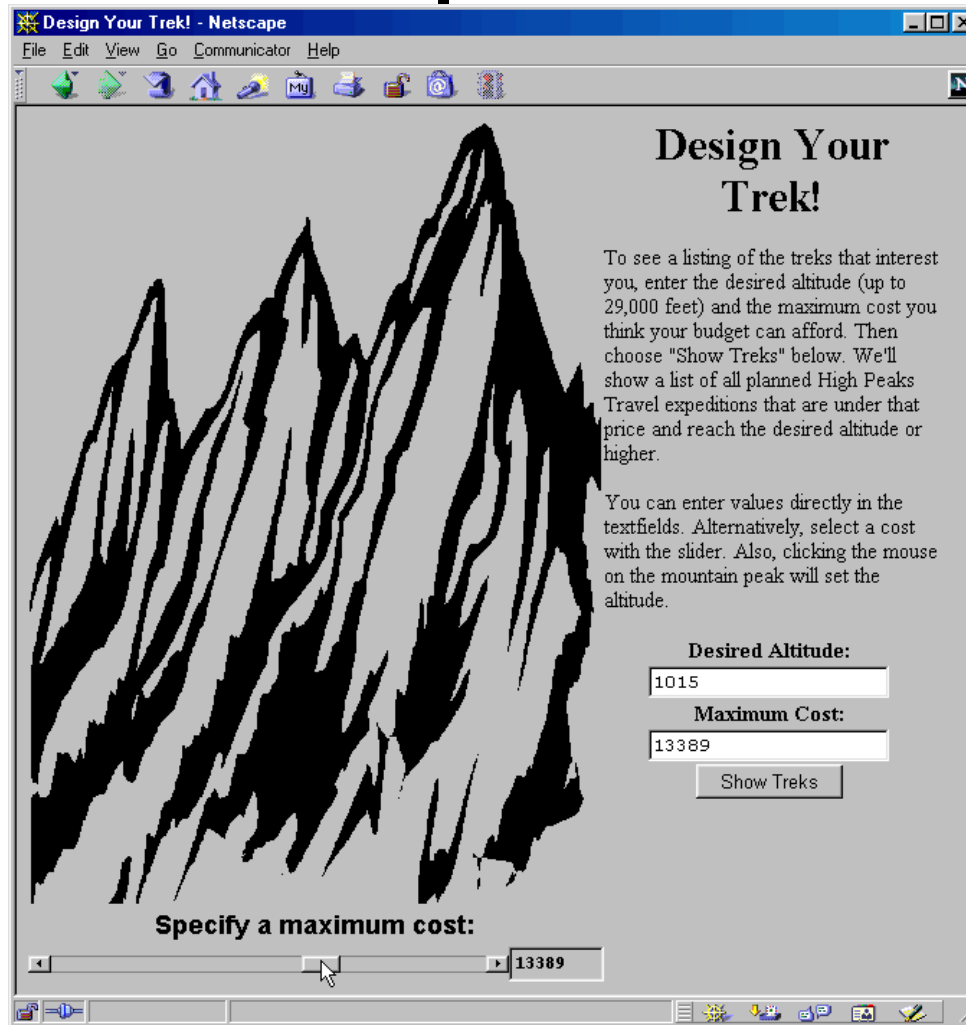 Design Your Trek! - Netscape
File Edit View Go Communicator Help
My
N
Design Your
Trek!
To see a listing of the treks that interest
you, enter the desired altitude (up to
29,000 feet) and the maximum cost you
think your budget can afford. Then
choose "Show Treks" below. We'll
show a list of all planned High Peaks
Travel expeditions that are under that
price and reach the desired altitude or
higher.
You can enter values directly in the
textfields. Alternatively, select a cost
with the slider. Also, clicking the mouse
on the mountain peak will set the
altitude.
Desired Altitude:
1015
Maximum Cost:
13389
Show Treks
Specify a maximum cost:
13389